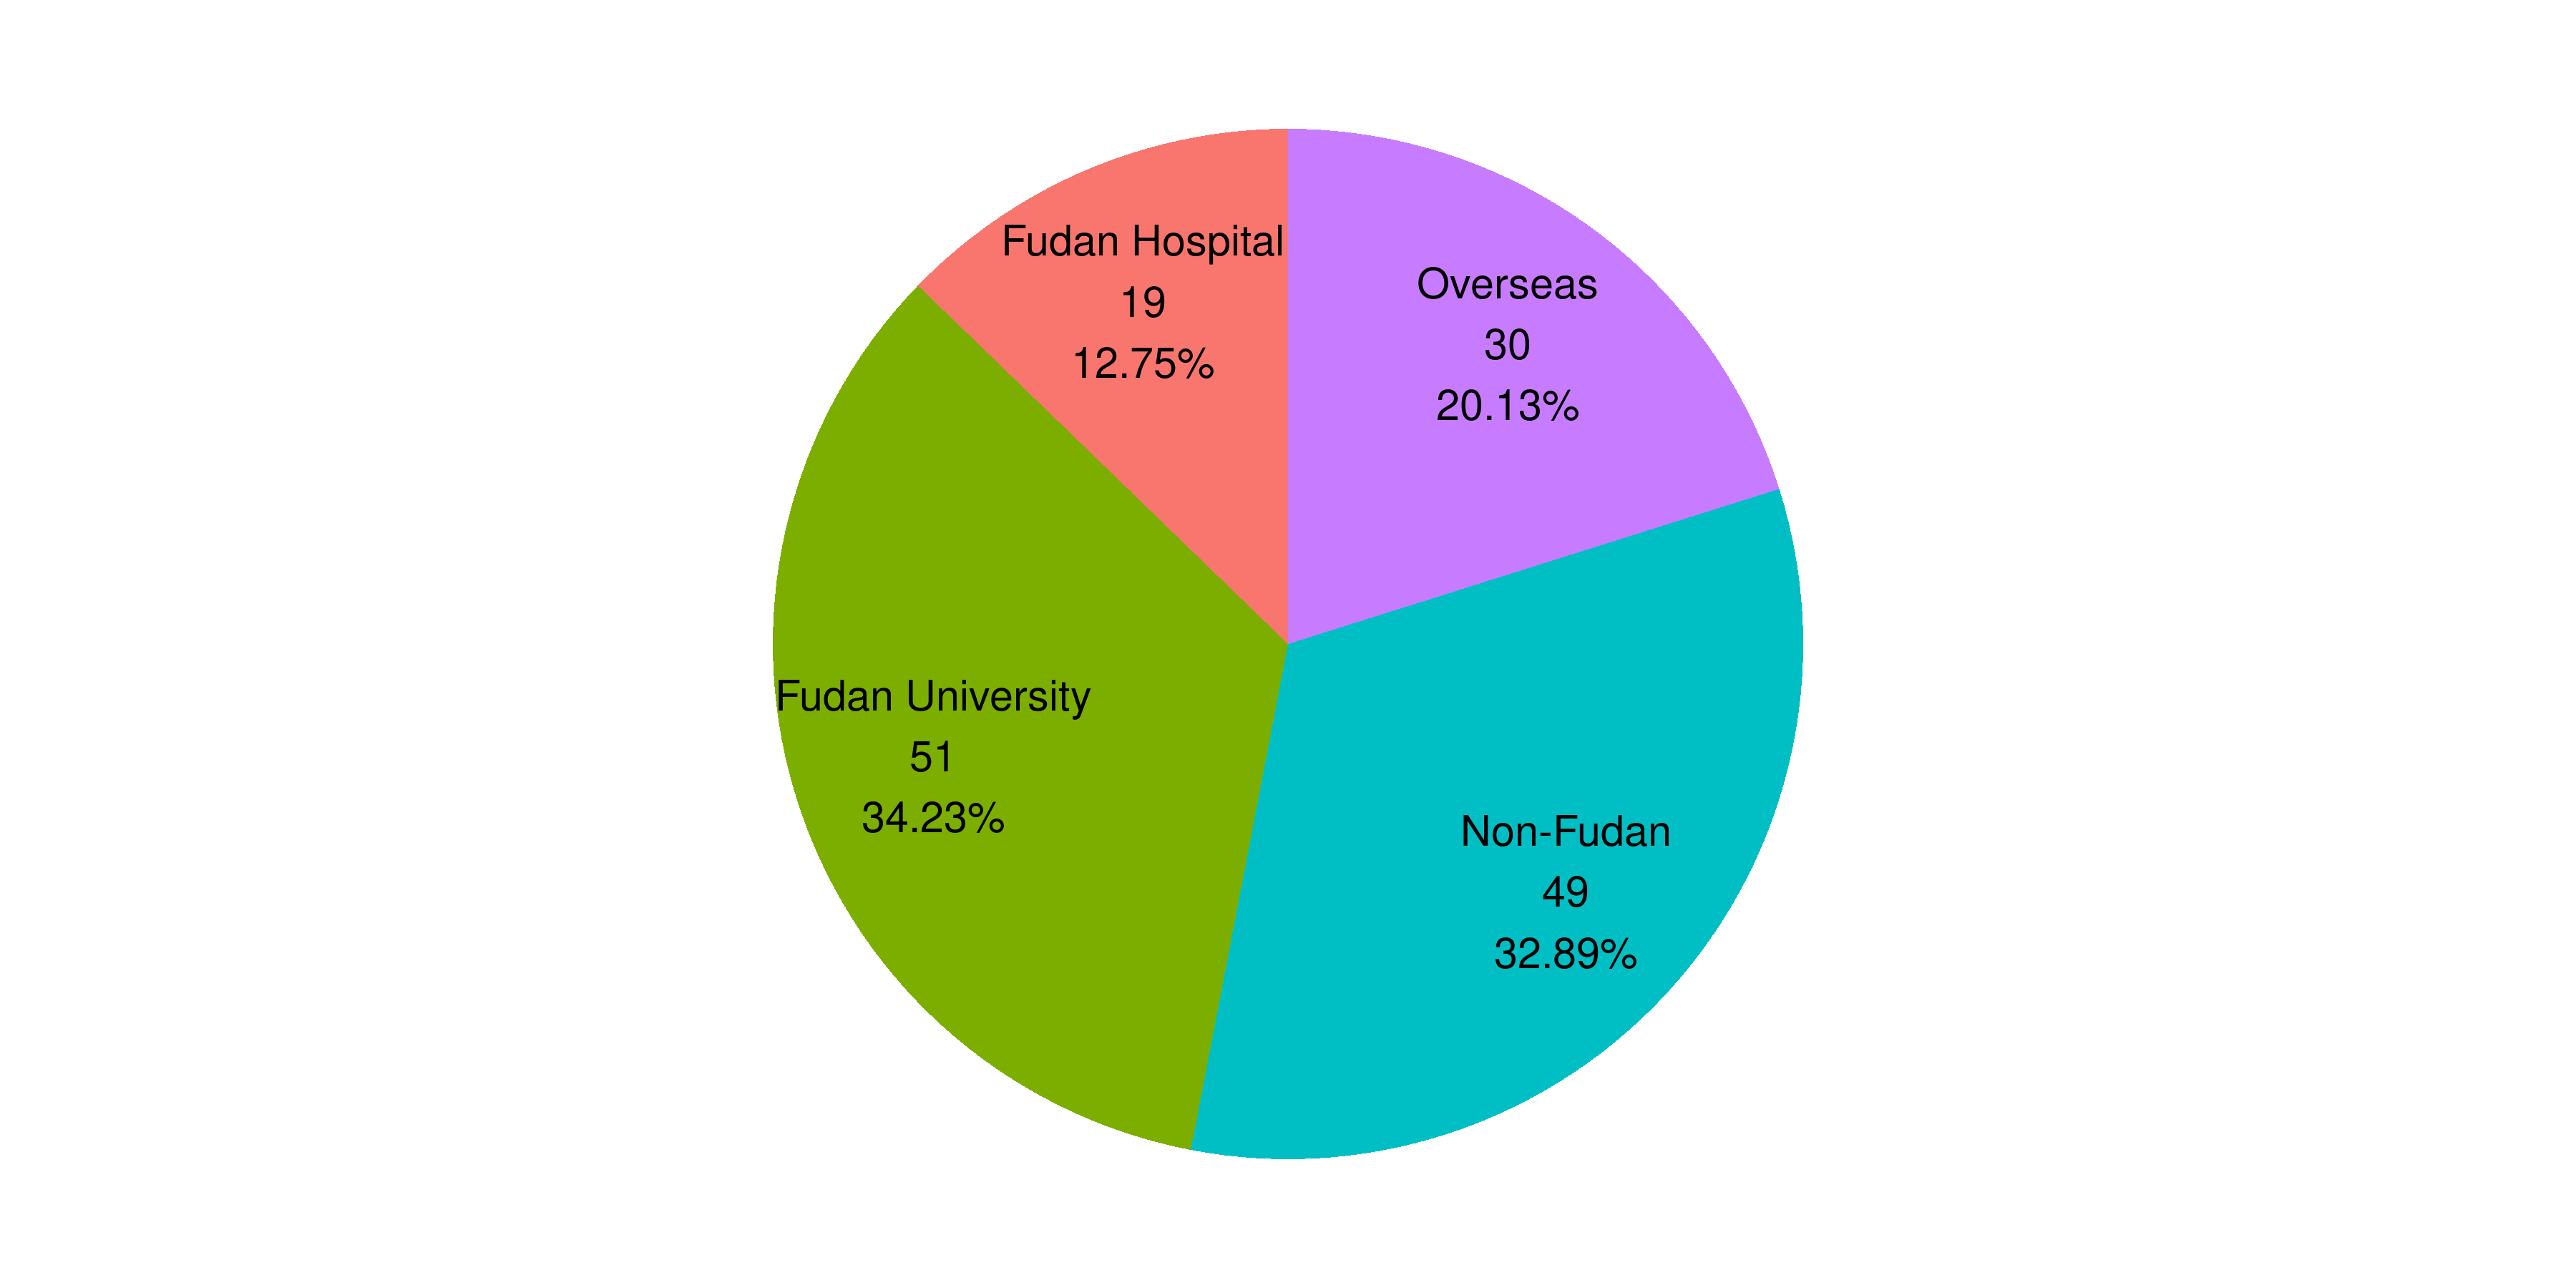 Fudan Hospital
19
12.75%
Overseas
30
20.13%
Fudan University
51
34.23%
Non-Fudan
49
32.89%